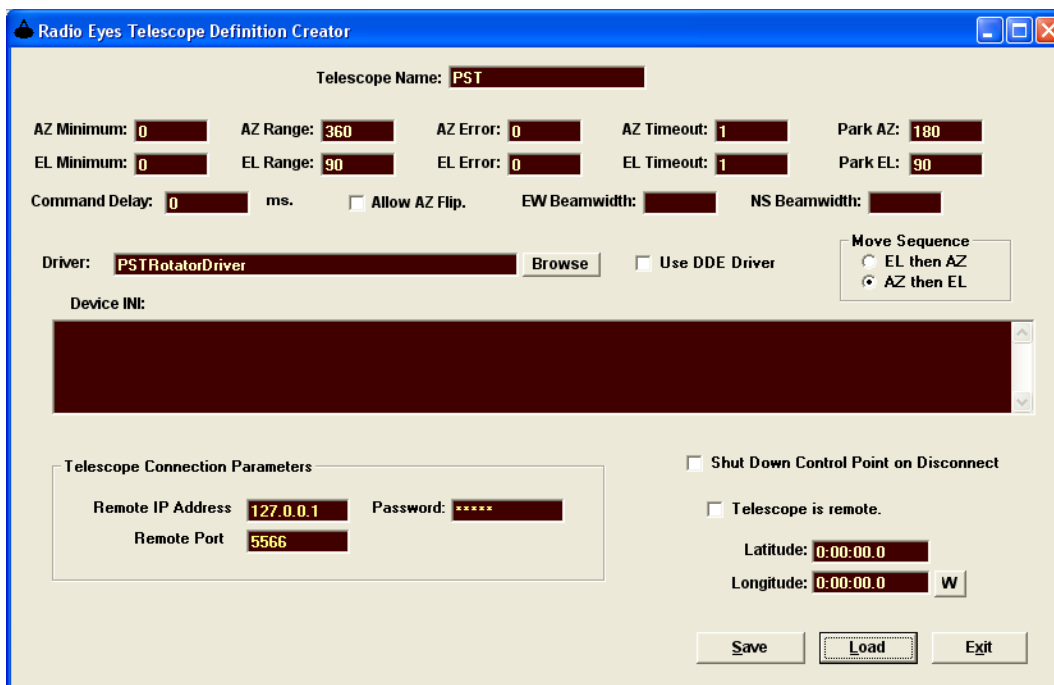 Radio Eyes Telescope Definition Creator
Telescope Name: PST
AZ Minimum: 0 AZ Range: 360 AZ Error: 0 AZ Timeout: 1 Park AZ: 180
EL Minimum: 0 EL Range: 90 EL Error: 0 EL Timeout: 1 Park EL: 90
Command Delay: 0 ms. Allow AZ Flip. EW Beamwidth: NS Beamwidth:
Move Sequence
Driver: PSTRotatorDriver Browse Use DDE Driver EL then AZ
AZ then EL
Device INI:
Telescope Connection Parameters Shut Down Control Point on Disconnect
Remote IP Address 127.0.0.1 Password: ***** Telescope is remote.
Remote Port 5566
Latitude: 0:00:00.0
Longitude: 0:00:00.0 W
Save Load Exit